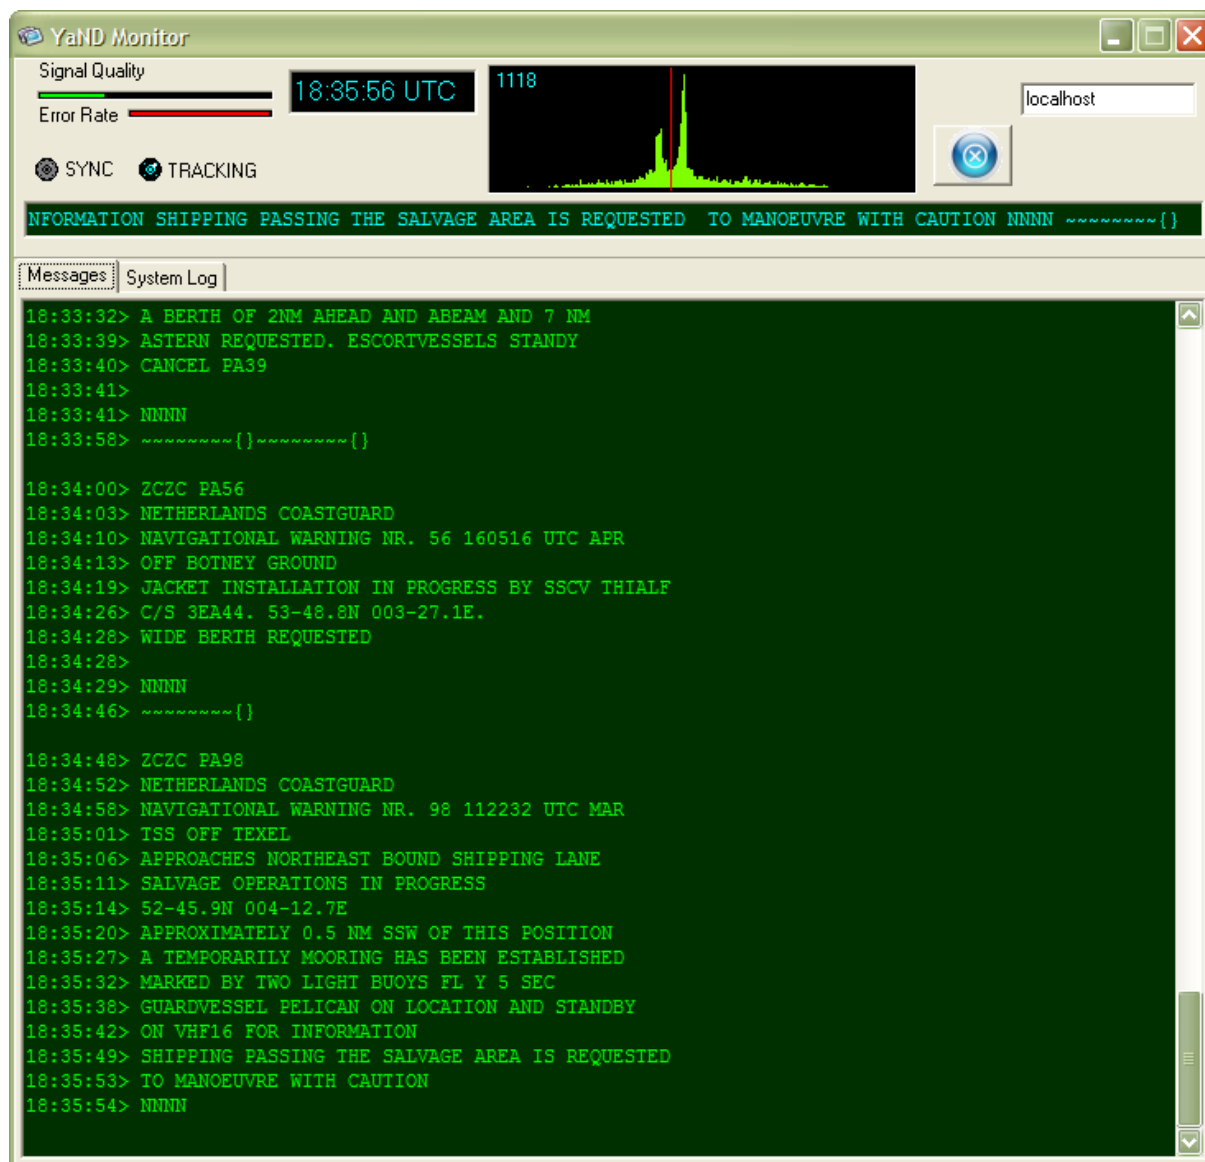 YaND Monitor
Signal Quality
18:35:56 UTC
1118
localhost
Error Rate
SYNC
TRACKING
NFORMATION SHIPPING PASSING THE SALVAGE AREA IS REQUESTED  TO MANOEUVRE WITH CAUTION NNNN ~~~~~~~~{}
Messages
System Log
18:33:32> A BERTH OF 2NM AHEAD AND ABEAM AND 7 NM
18:33:39> ASTERN REQUESTED. ESCORTVESSELS STANDY
18:33:40> CANCEL PA39
18:33:41>
18:33:41> NNNN
18:33:58> ~~~~~~~~{}~~~~~~~~{}
18:34:00> ZCZC PA56
18:34:03> NETHERLANDS COASTGUARD
18:34:10> NAVIGATIONAL WARNING NR. 56 160516 UTC APR
18:34:13> OFF BOTNEY GROUND
18:34:19> JACKET INSTALLATION IN PROGRESS BY SSCV THIALF
18:34:26> C/S 3EA44. 53-48.8N 003-27.1E.
18:34:28> WIDE BERTH REQUESTED
18:34:28>
18:34:29> NNNN
18:34:46> ~~~~~~~~{}
18:34:48> ZCZC PA98
18:34:52> NETHERLANDS COASTGUARD
18:34:58> NAVIGATIONAL WARNING NR. 98 112232 UTC MAR
18:35:01> TSS OFF TEXEL
18:35:06> APPROACHES NORTHEAST BOUND SHIPPING LANE
18:35:11> SALVAGE OPERATIONS IN PROGRESS
18:35:14> 52-45.9N 004-12.7E
18:35:20> APPROXIMATELY 0.5 NM SSW OF THIS POSITION
18:35:27> A TEMPORARILY MOORING HAS BEEN ESTABLISHED
18:35:32> MARKED BY TWO LIGHT BUOYS FL Y 5 SEC
18:35:38> GUARDVESSEL PELICAN ON LOCATION AND STANDBY
18:35:42> ON VHF16 FOR INFORMATION
18:35:49> SHIPPING PASSING THE SALVAGE AREA IS REQUESTED
18:35:53> TO MANOEUVRE WITH CAUTION
18:35:54> NNNN